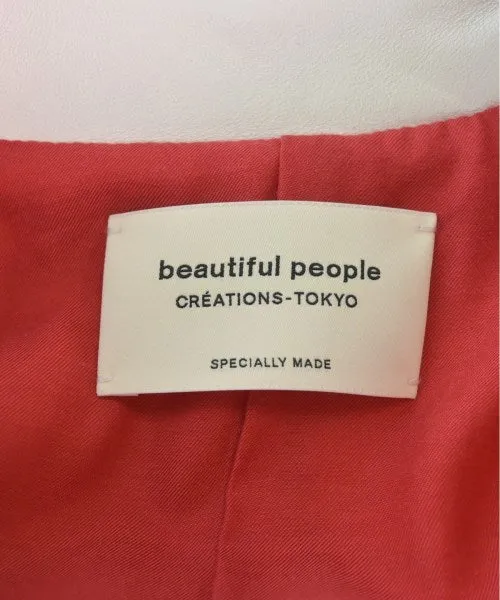 beautiful people
CRÉATIONS-TOKYO
SPECIALLY MADE